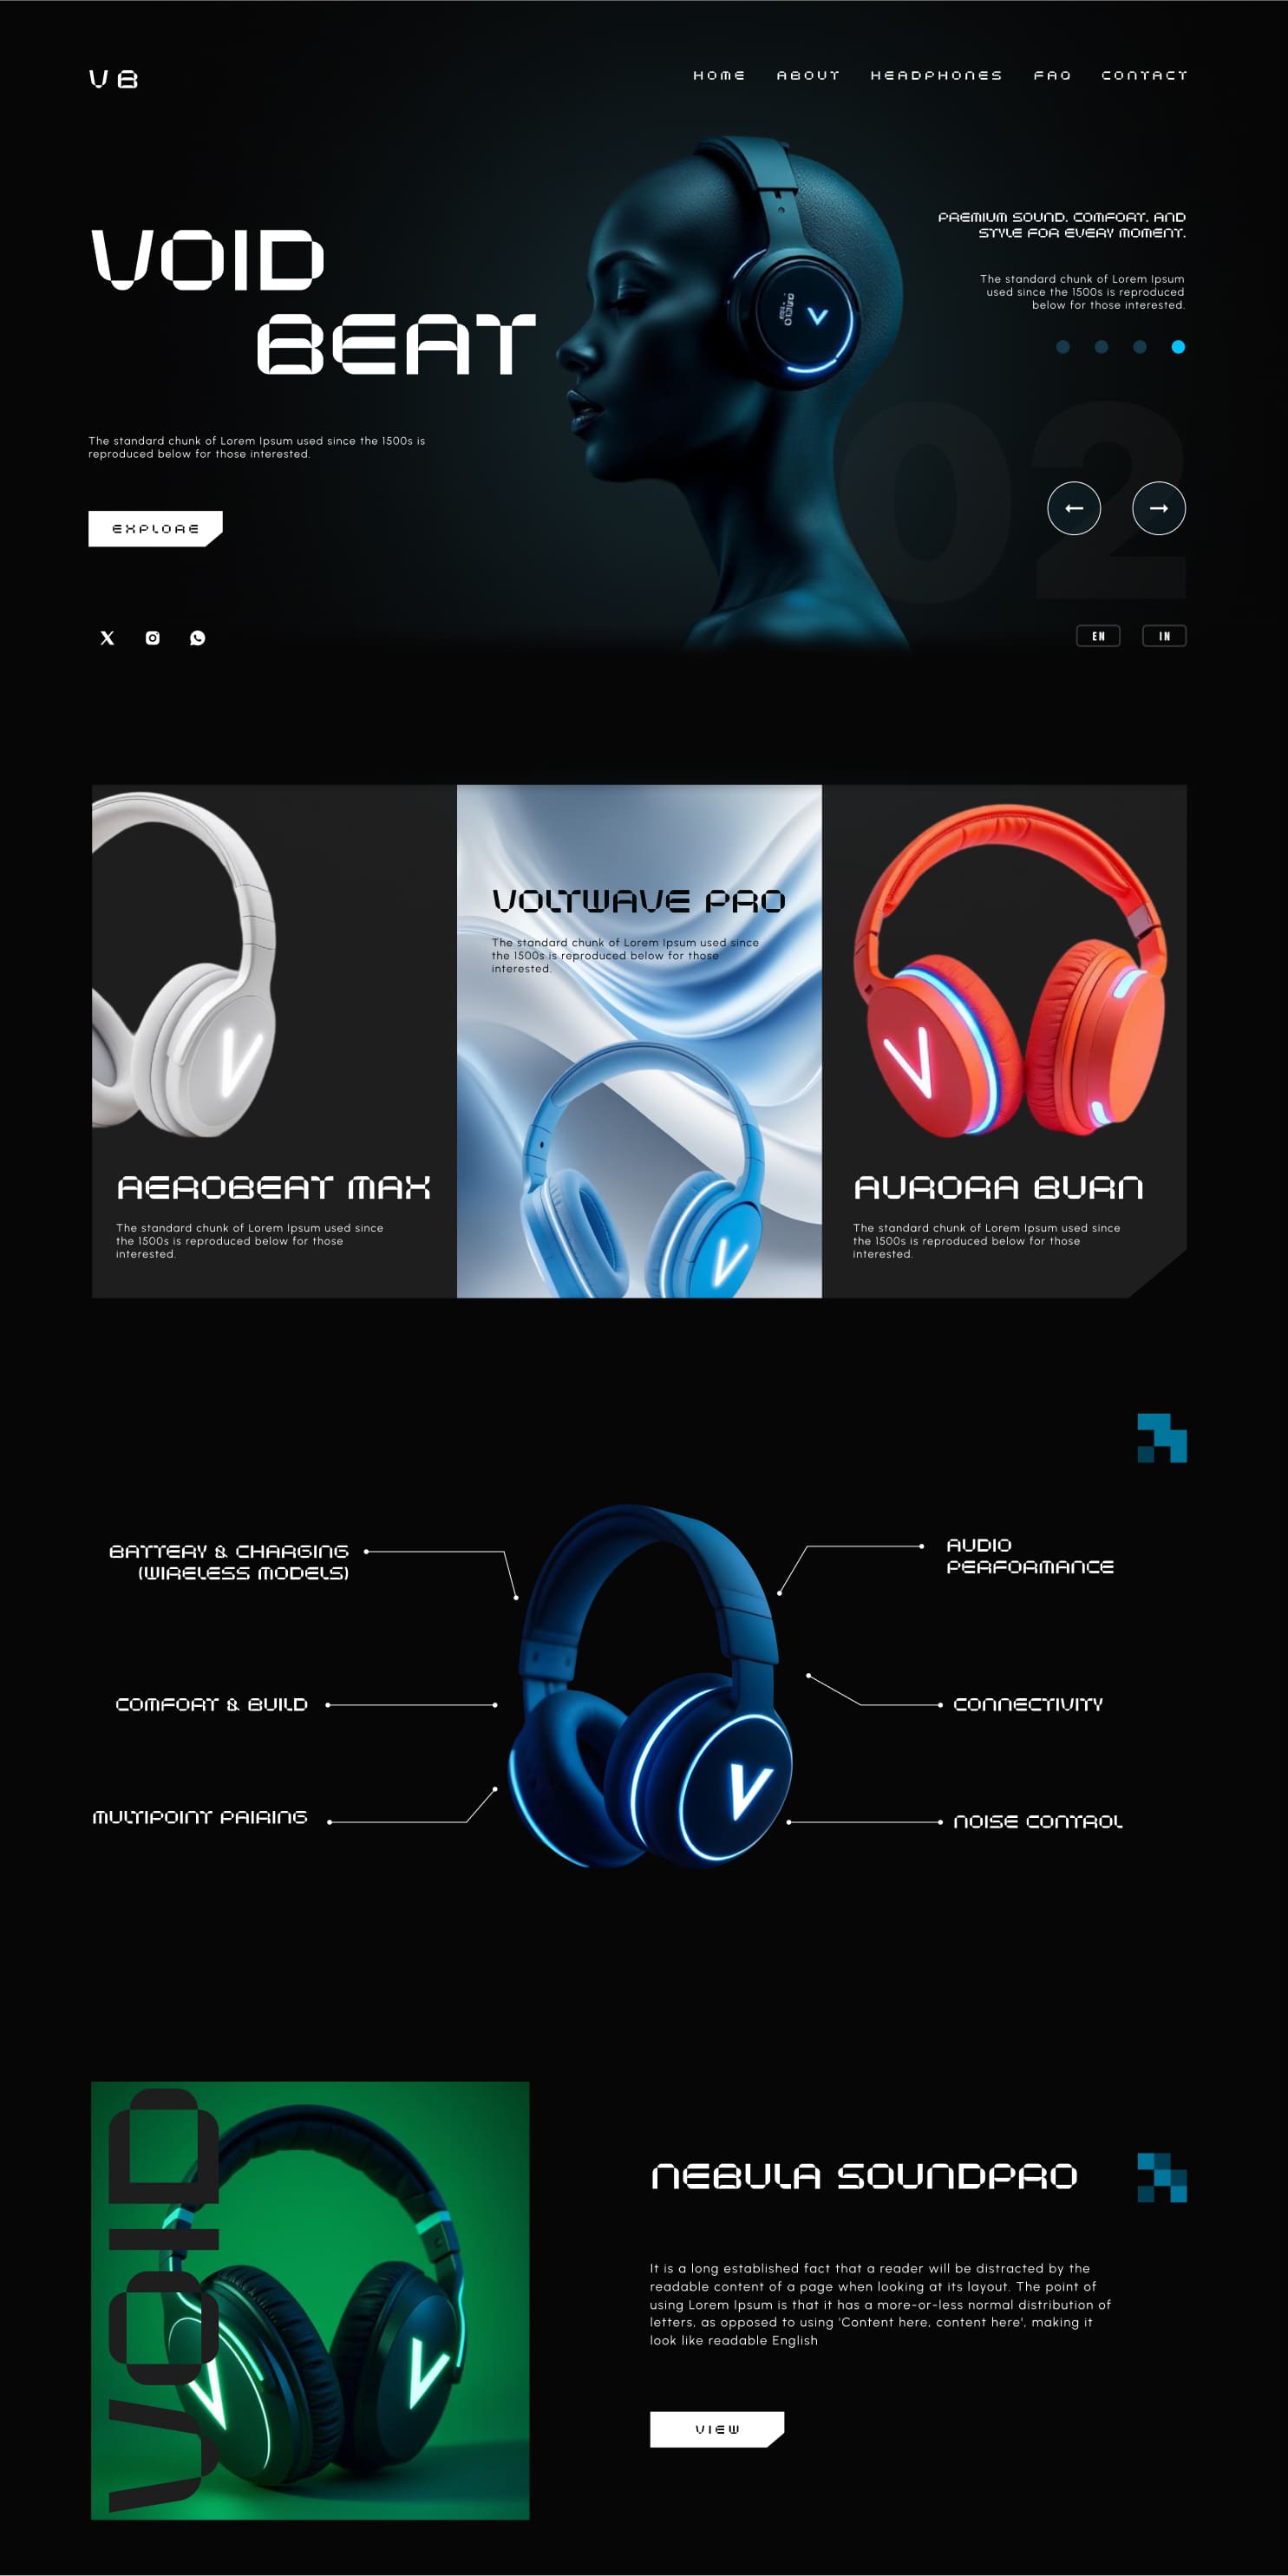 V B
HOME ABOUT HEADPHONES FAQ CONTACT
VOID
BEAT
PREMIUM SOUND, COMFORT, AND
STYLE FOR EVERY MOMENT.
The standard chunk of Lorem Ipsum
used since the 1500s is reproduced
below for those interested.
02
The standard chunk of Lorem Ipsum used since the 1500s is
reproduced below for those interested.
EXPLORE
EN IN
VOLTWAVE PRO
The standard chunk of Lorem Ipsum used since
the 1500s is reproduced below for those
interested.
V
V
V
AEROBEAT MAX
The standard chunk of Lorem Ipsum used since
the 1500s is reproduced below for those
interested.
AURORA BURN
The standard chunk of Lorem Ipsum used since
the 1500s is reproduced below for those
interested.
BATTERY & CHARGING
(WIRELESS MODELS)
AUDIO
PERFORMANCE
COMFORT & BUILD
CONNECTIVITY
MULTIPOINT PAIRING
NOISE CONTROL
V
VOID
V
V
NEBULA SOUNDPRO
It is a long established fact that a reader will be distracted by the
readable content of a page when looking at its layout. The point of
using Lorem Ipsum is that it has a more-or-less normal distribution of
letters, as opposed to using 'Content here, content here', making it
look like readable English
VIEW